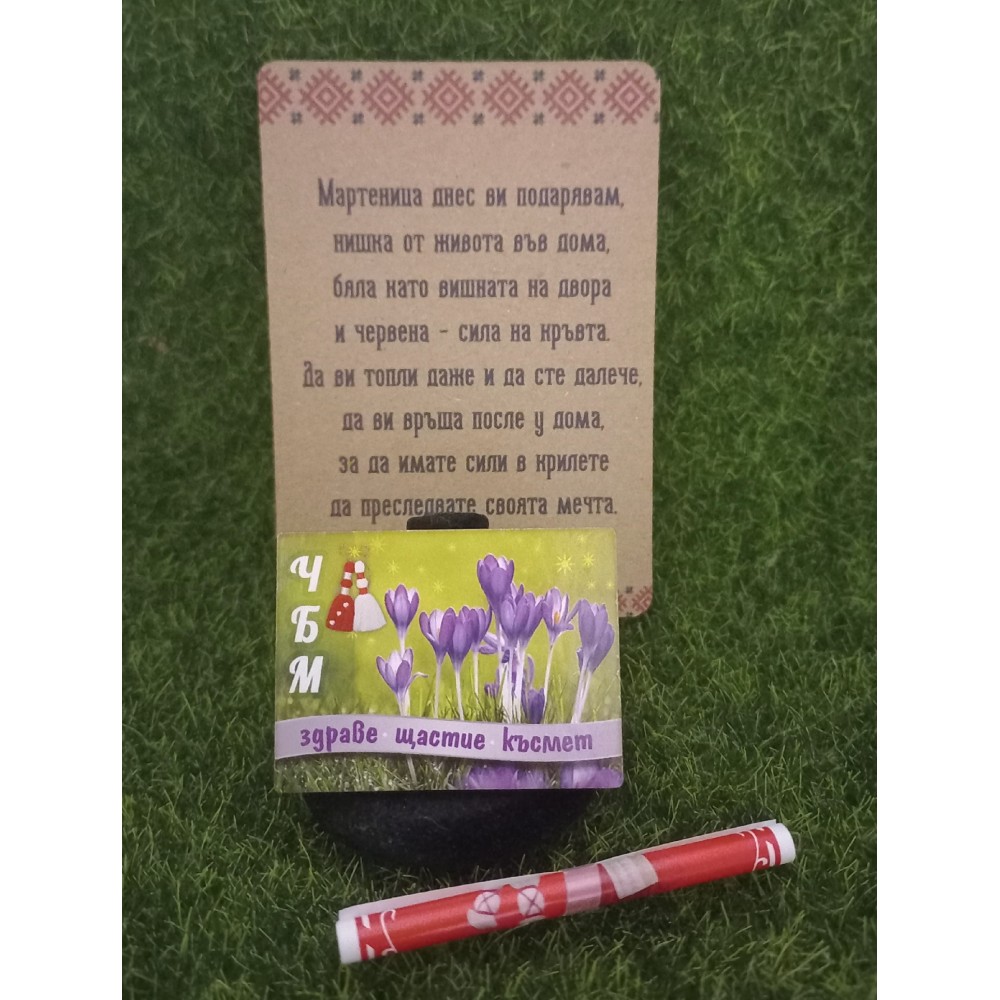 Мартеница днес ви подарявам,
нишка от живота във дома,
бяла като вишната на двора
и червена - сила на кръвта.
Да ви топли даже и да сте далече,
да ви връща после у дома,
за да имате сили в крилете
да преследвате своята мечта.
Ч
Б
М
здраве · щастие · късмет